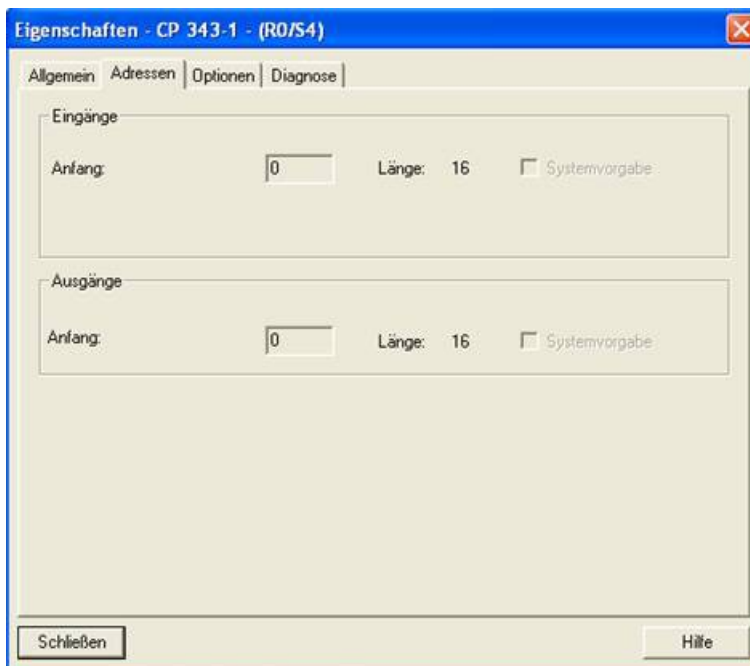 Eigenschaften - CP 343-1 - (R0/S4)
Allgemein Adressen Optionen Diagnose
Eingänge
Anfang: 0 Länge: 16 Systemvorgabe
Ausgänge
Anfang: 0 Länge: 16 Systemvorgabe
Schließen Hilfe